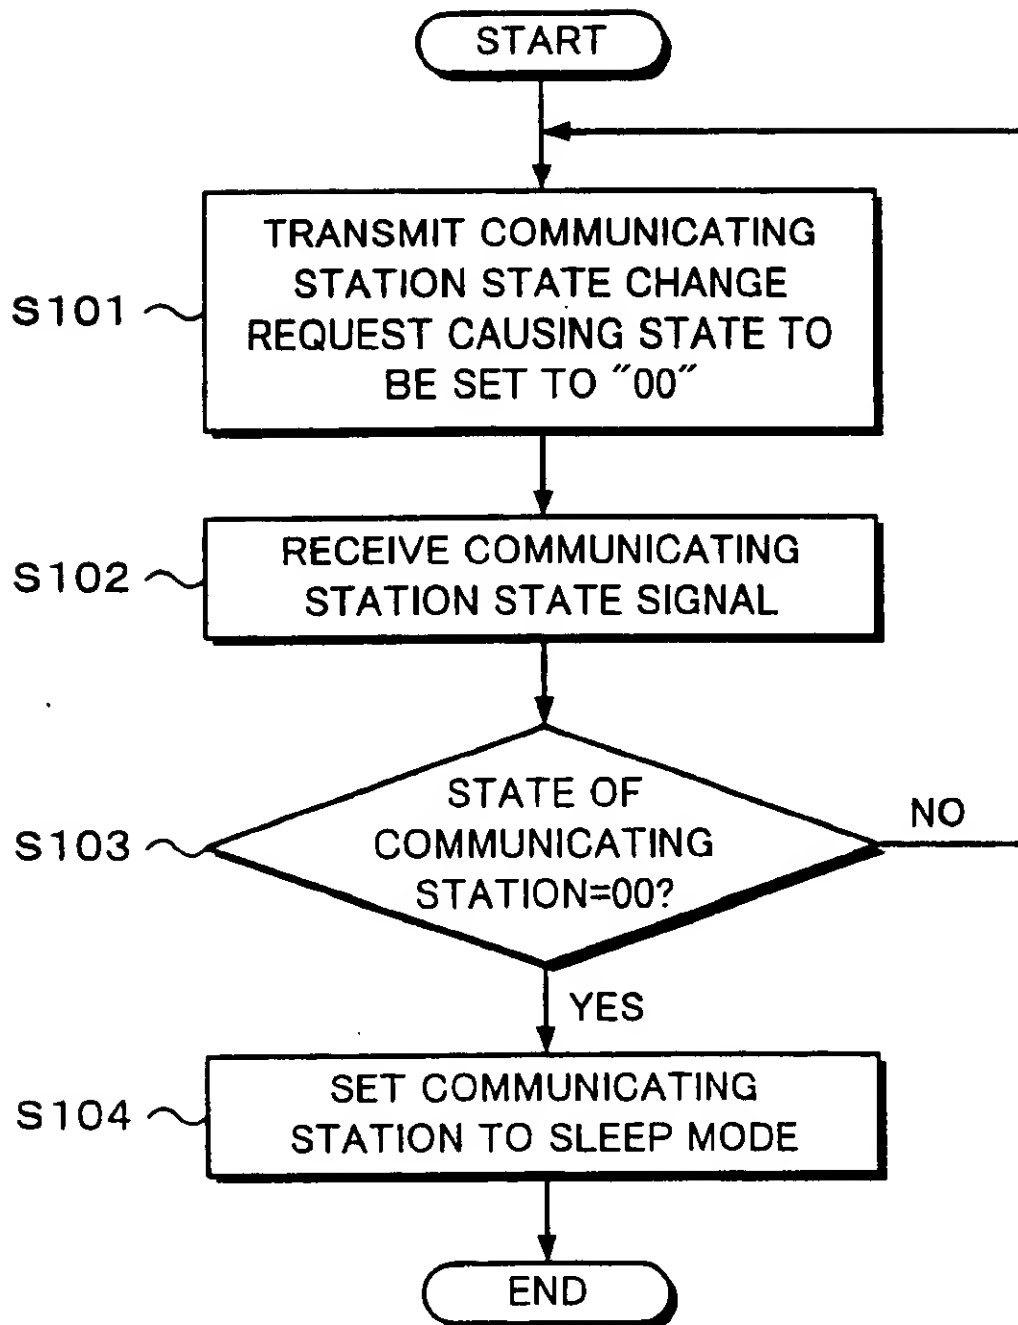 START
S101
TRANSMIT COMMUNICATING
STATION STATE CHANGE
REQUEST CAUSING STATE TO
BE SET TO "00"
S102
RECEIVE COMMUNICATING
STATION STATE SIGNAL
S103
STATE OF
COMMUNICATING
STATION=00?
NO
YES
S104
SET COMMUNICATING
STATION TO SLEEP MODE
END